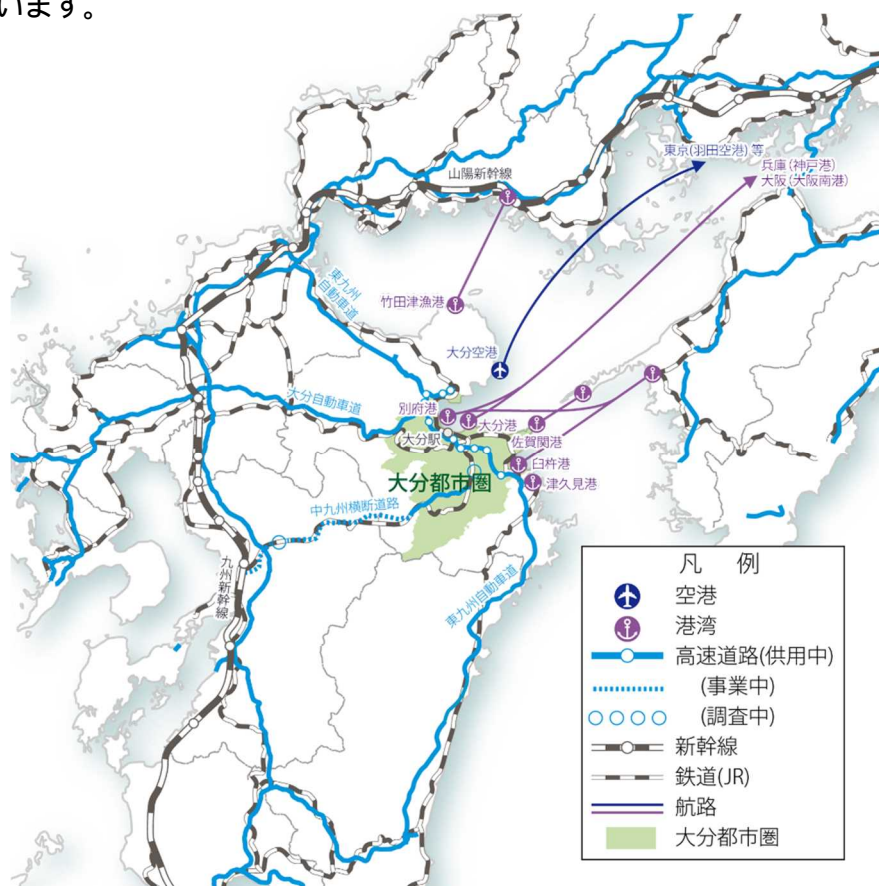 います。
東京(羽田空港)等
兵庫(神戸港)
大阪(大阪南港)
山陽新幹線
東九州
自動車道
竹田津漁港
大分空港
大分自動車道
別府港
大分港
大分駅
佐賀関港
臼杵港
大分都市圏
津久見港
中九州横断道路
九州新幹線
東九州自動車道
凡 例
空港
港湾
高速道路(供用中)
(事業中)
(調査中)
新幹線
鉄道(JR)
航路
大分都市圏